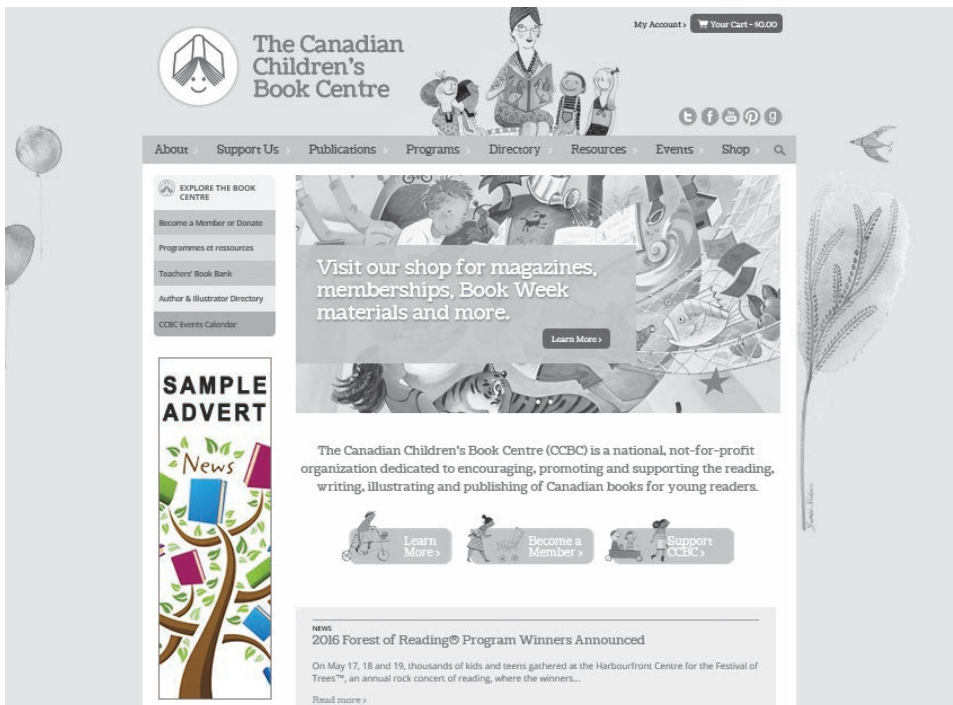 My Account ›
Your Cart - $0.00
The Canadian
Children's
Book Centre
About
Support Us
Publications
Programs
Directory
Resources
Events
Shop
EXPLORE THE BOOK
CENTRE
Become a Member or Donate
Programmes et ressources
Teachers' Book Bank
Author & Illustrator Directory
CCBC Events Calendar
Visit our shop for magazines,
memberships, Book Week
materials and more.
Learn More ›
SAMPLE
ADVERT
News
The Canadian Children's Book Centre (CCBC) is a national, not-for-profit
organization dedicated to encouraging, promoting and supporting the reading,
writing, illustrating and publishing of Canadian books for young readers.
Learn
More ›
Become a
Member ›
Support
CCBC ›
NEWS
2016 Forest of Reading® Program Winners Announced
On May 17, 18 and 19, thousands of kids and teens gathered at the Harbourfront Centre for the Festival of
Trees™, an annual rock concert of reading, where the winners...
Read more ›